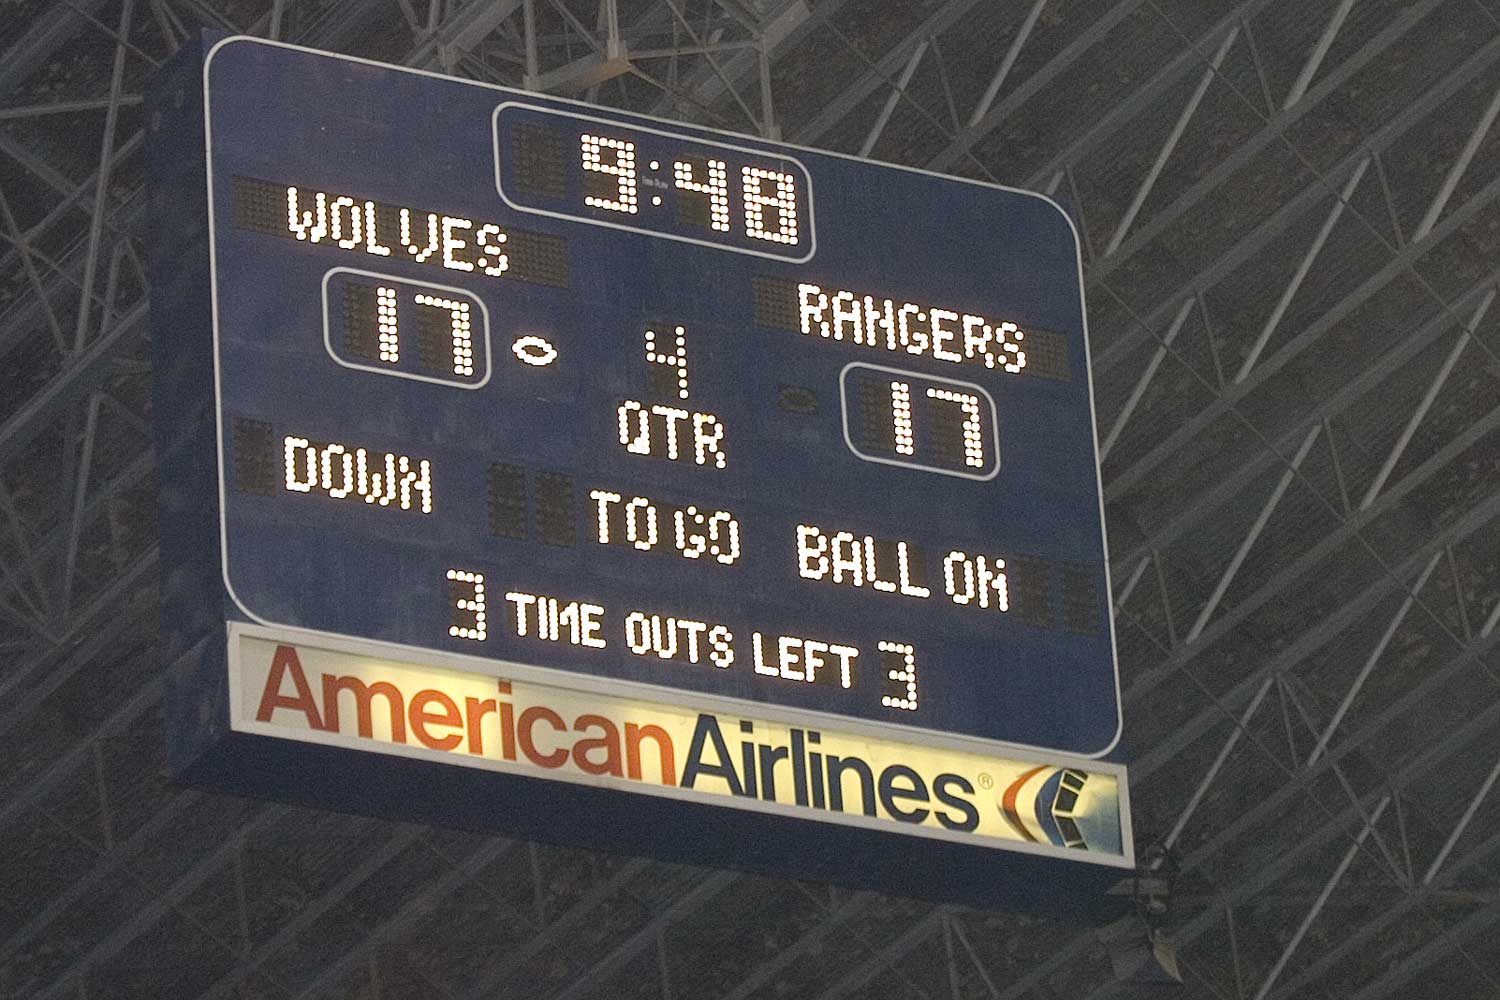 9:48
WOLVES
RANGERS
17
4
QTR
17
DOWN
TO GO
BALL ON
3 TIME OUTS LEFT 3
AmericanAirlines®